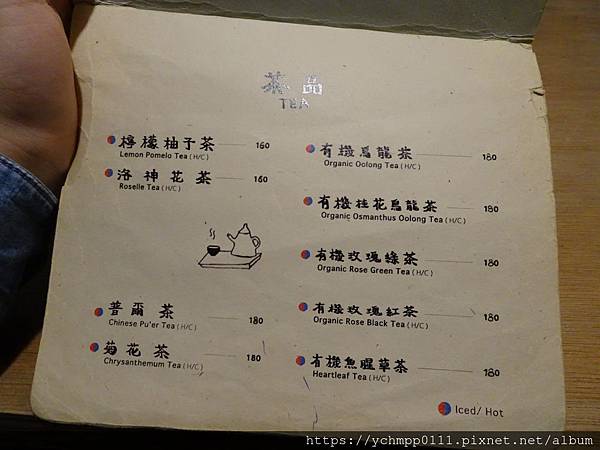 茶品
TEA
檸檬柚子茶 160
Lemon Pomelo Tea (H/C)
洛神花茶 160
Roselle Tea (H/C)
普爾茶 180
Chinese Pu'er Tea (H/C)
菊花茶 180
Chrysanthemum Tea (H/C)
有機烏龍茶 180
Organic Oolong Tea (H/C)
有機桂花烏龍茶 180
Organic Osmanthus Oolong Tea (H/C)
有機玫瑰綠茶 180
Organic Rose Green Tea (H/C)
有機玫瑰紅茶 180
Organic Rose Black Tea (H/C)
有機魚腥草茶 180
Heartleaf Tea (H/C)
Iced/ Hot
https://ychmpp0111.pixnet.net/album